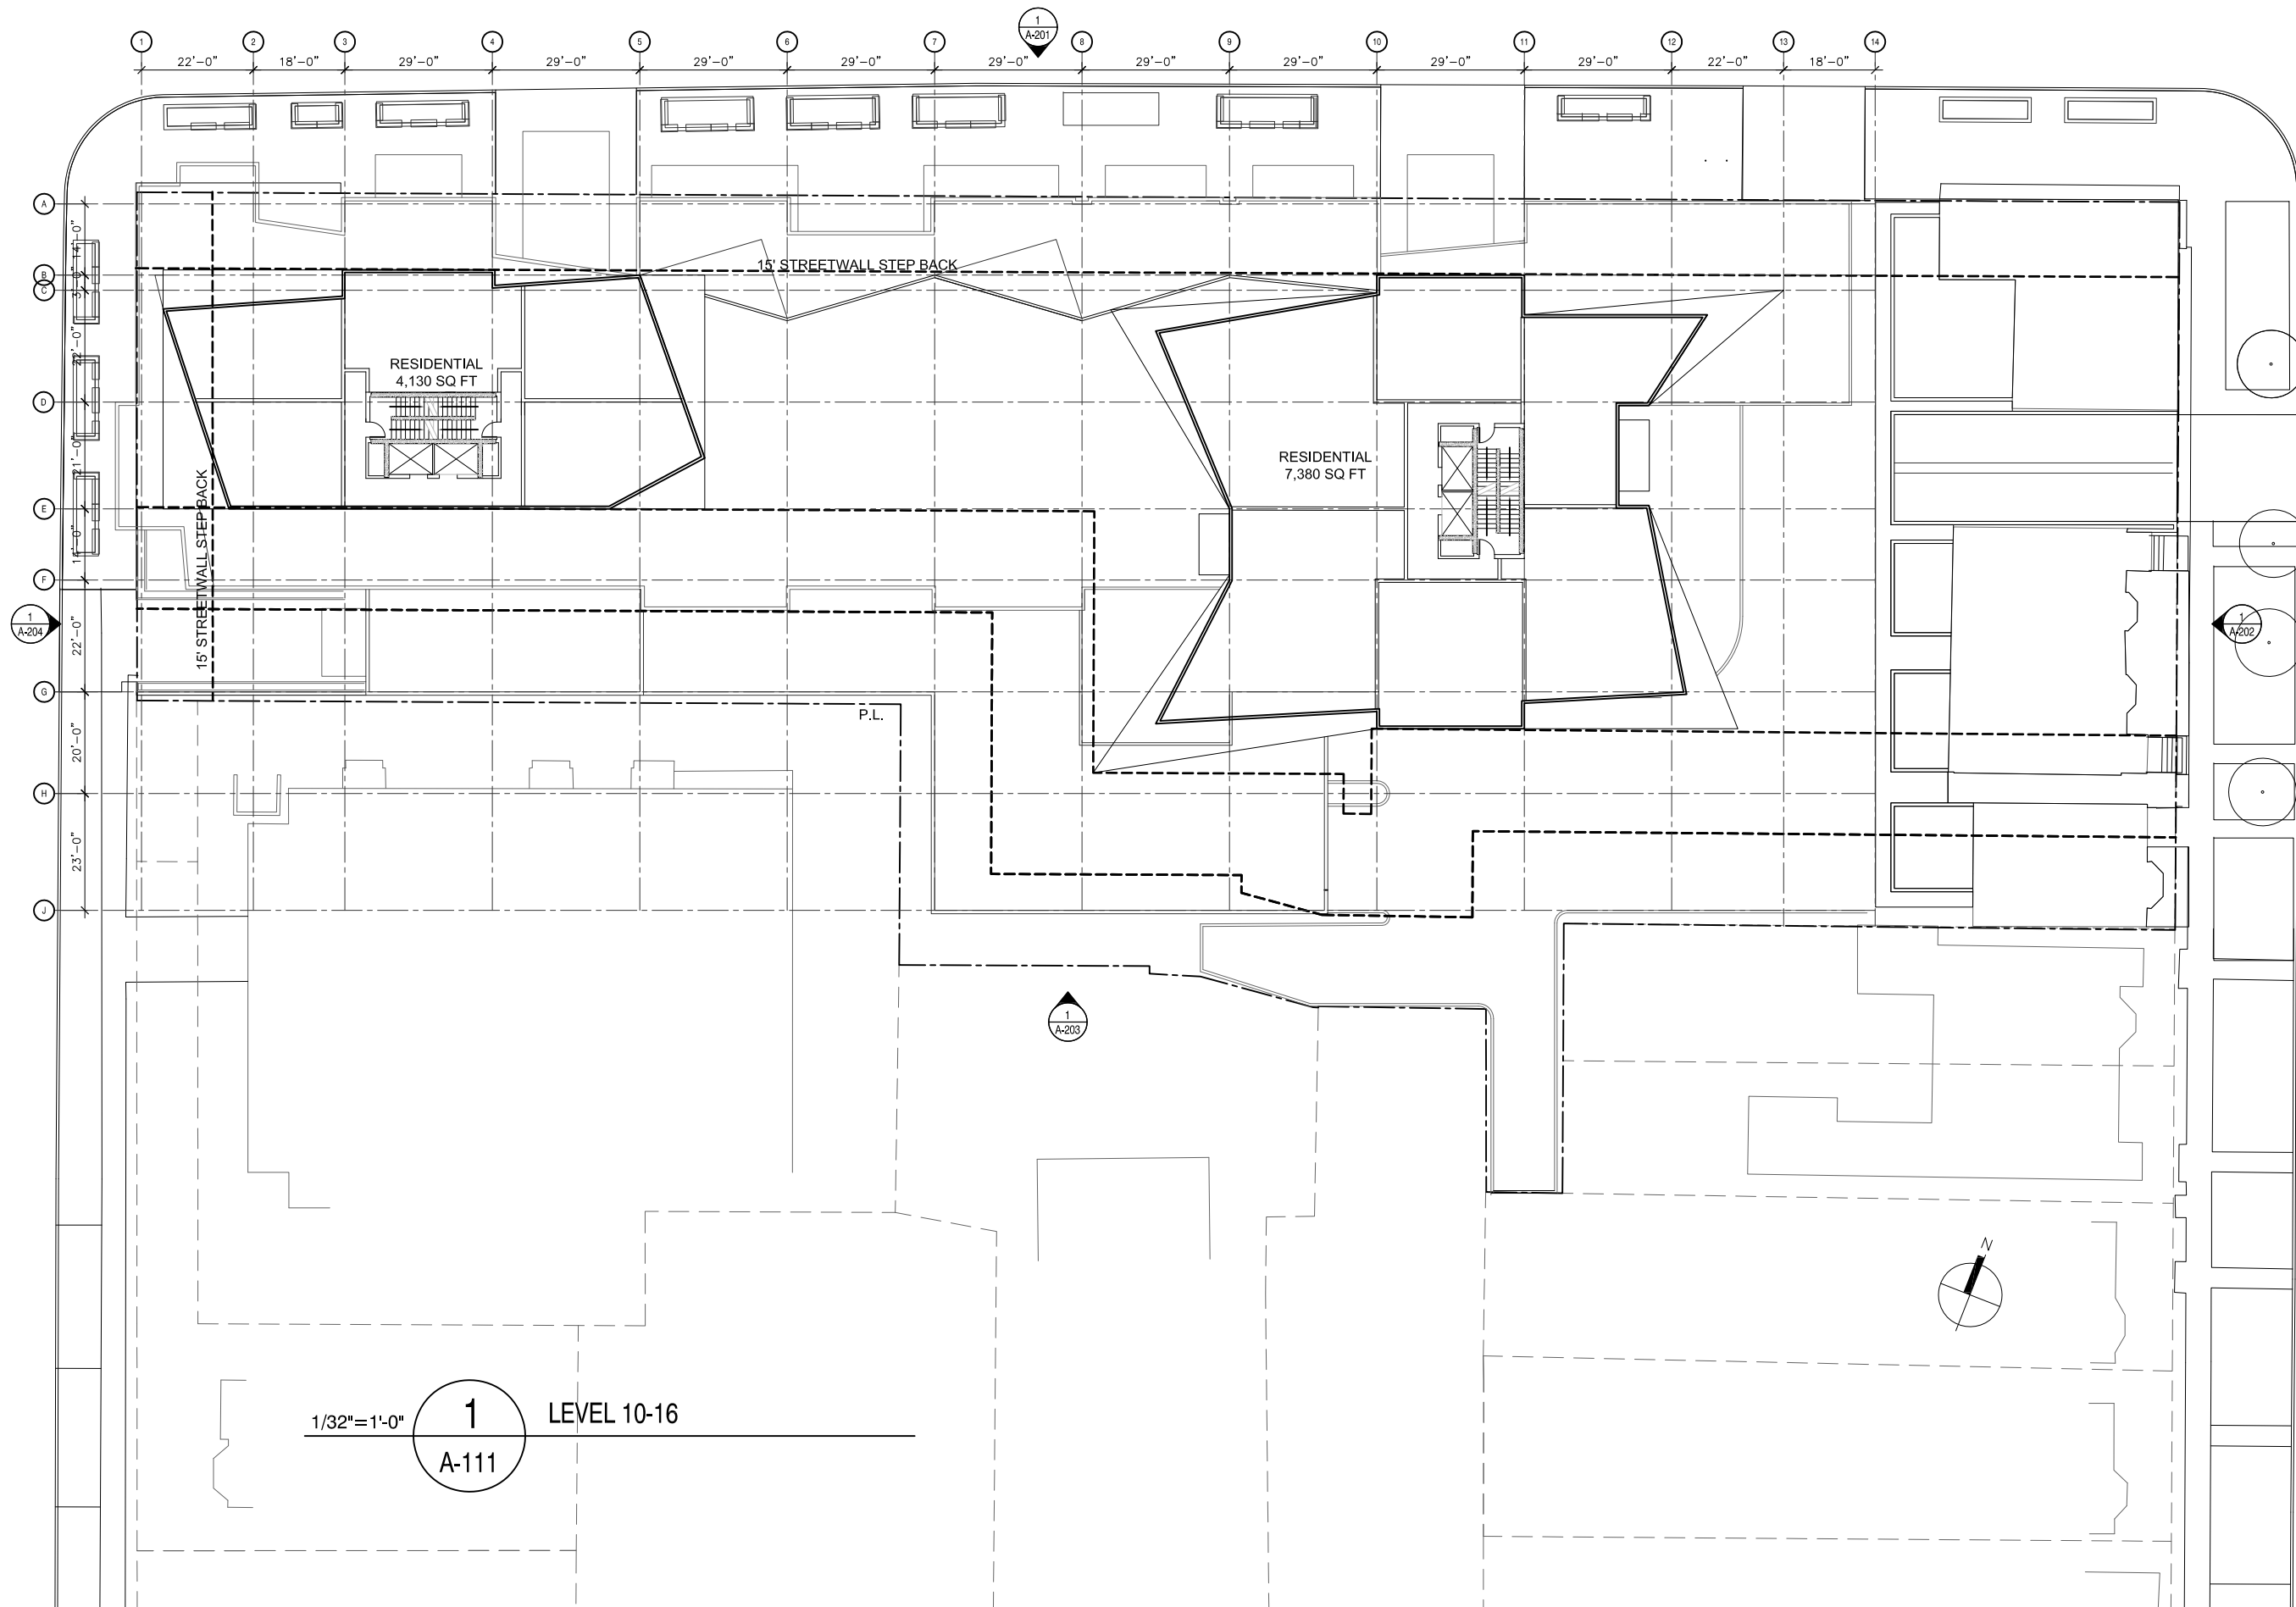 1
A-201
1
2
3
4
5
6
7
8
9
10
11
12
13
14
22'-0"
18'-0"
29'-0"
29'-0"
29'-0"
29'-0"
29'-0"
29'-0"
29'-0"
29'-0"
29'-0"
22'-0"
18'-0"
A
14'-0"
B
C
3'-0"
22'-0"
D
21'-0"
E
14'-0"
F
22'-0"
G
20'-0"
H
23'-0"
J
15' STREETWALL STEP BACK
15' STREETWALL STEP BACK
RESIDENTIAL
4,130 SQ FT
RESIDENTIAL
7,380 SQ FT
1
A-204
1
A-202
P.L.
1
A-203
N
1/32"=1'-0"
1
A-111
LEVEL 10-16